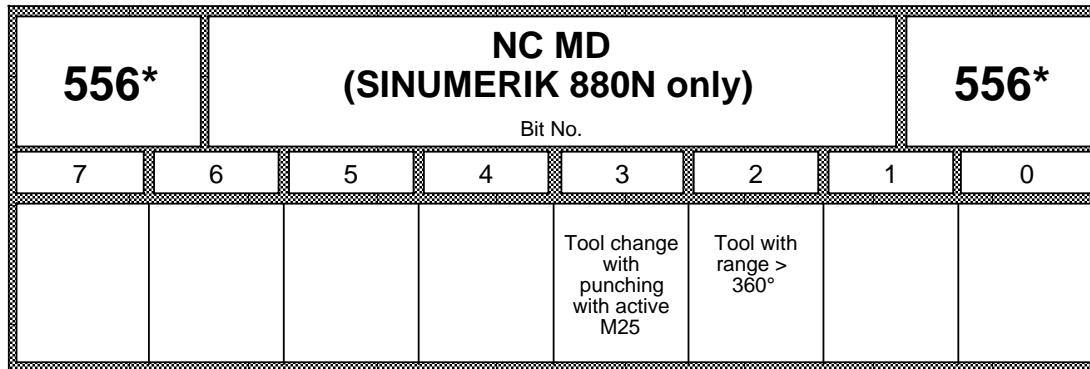 556*
NC MD
(SINUMERIK 880N only)
Bit No.
556*
7 6 5 4 3 2 1 0
Tool change
with
punching
with active
M25
Tool with
range >
360°